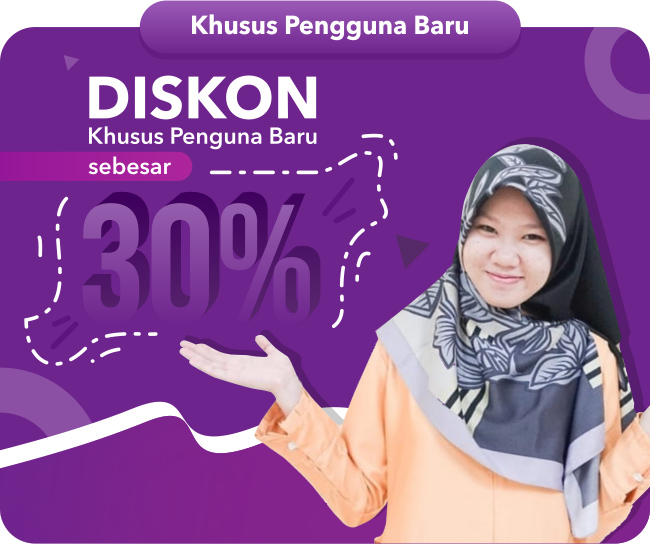 Khusus Pengguna Baru
DISKON
Khusus Penguna Baru
sebesar
30%